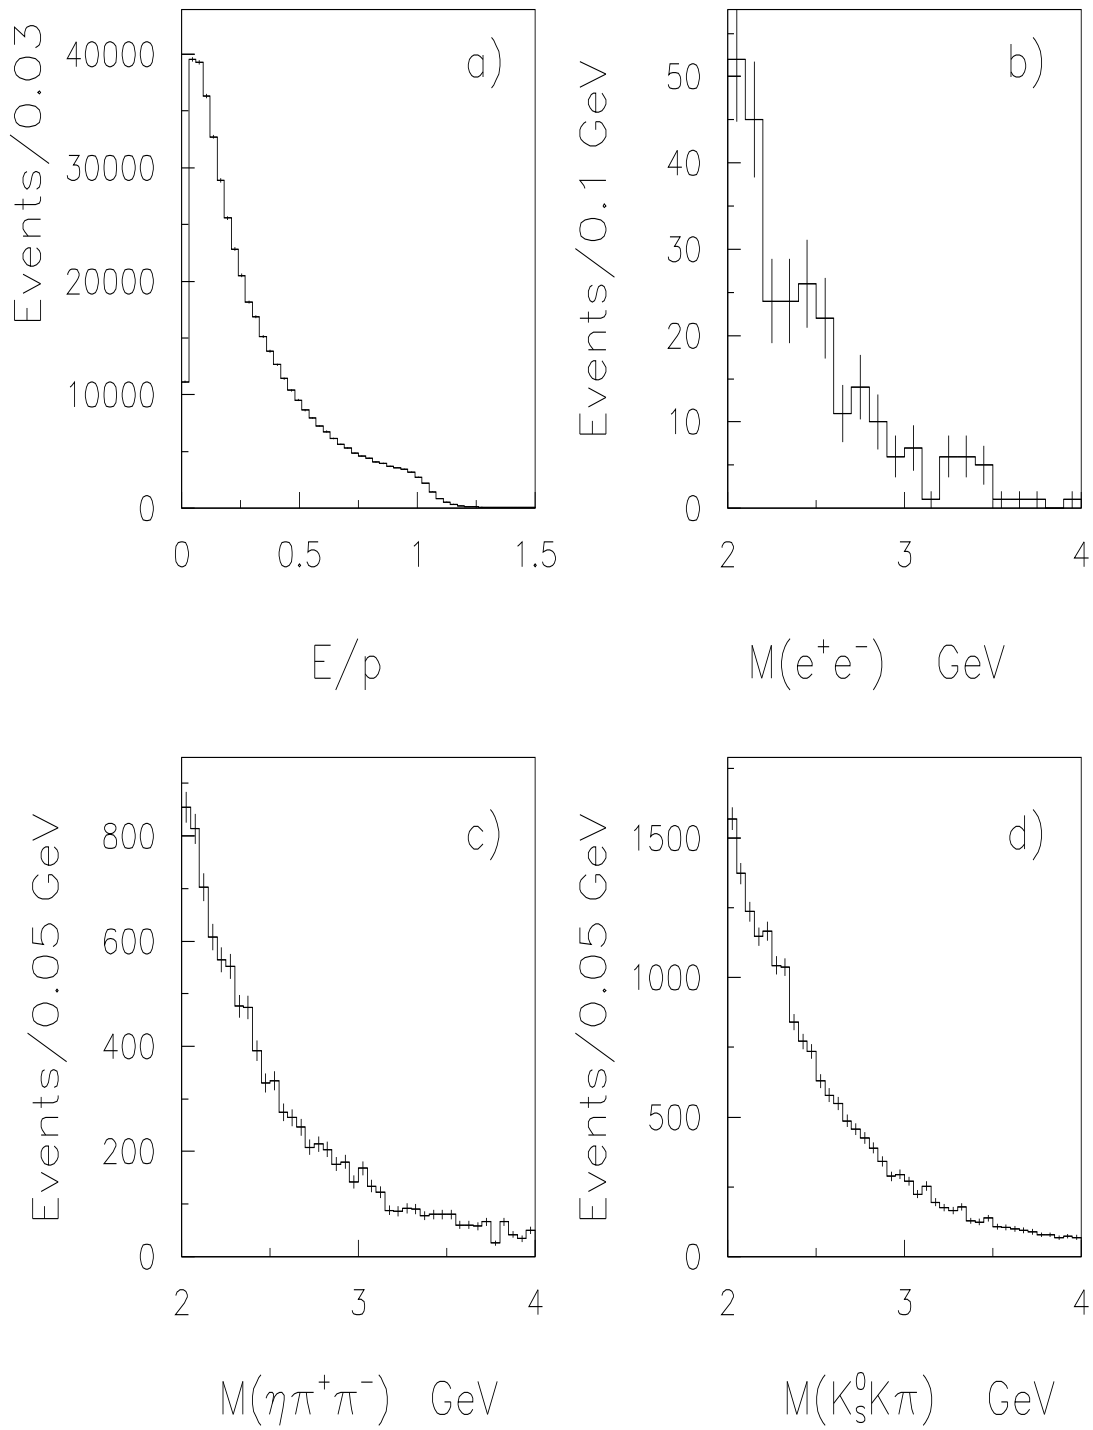 a)
Events/0.03
40000
30000
20000
10000
0
0 0.5 1 1.5
E/p
b)
Events/0.1 GeV
50
40
30
20
10
0
2 3 4
M(e⁺e⁻) GeV
c)
Events/0.05 GeV
800
600
400
200
0
2 3 4
M(ηπ⁺π⁻) GeV
d)
Events/0.05 GeV
1500
1000
500
0
2 3 4
M(K⁰_S Kπ) GeV